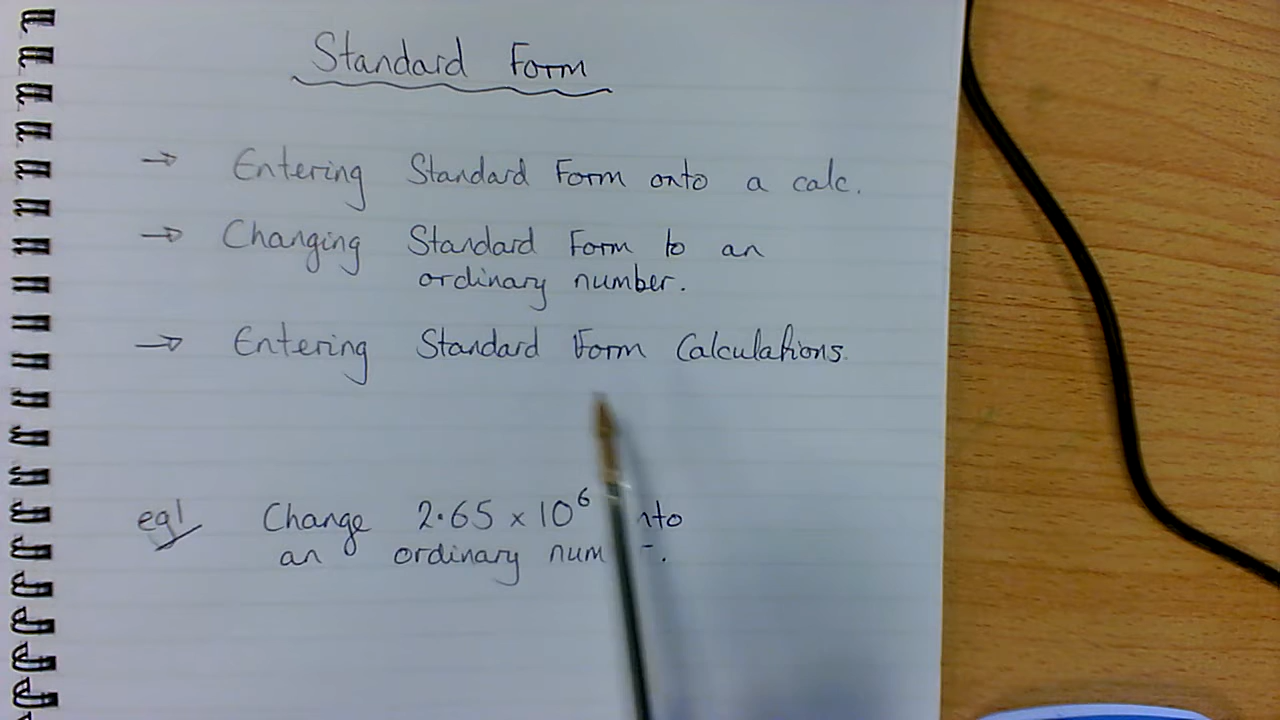 Standard Form
→ Entering Standard Form onto a calc.
→ Changing Standard Form to an
ordinary number.
→ Entering Standard Form Calculations.
eg1 Change 2.65 × 10⁶
an ordinary